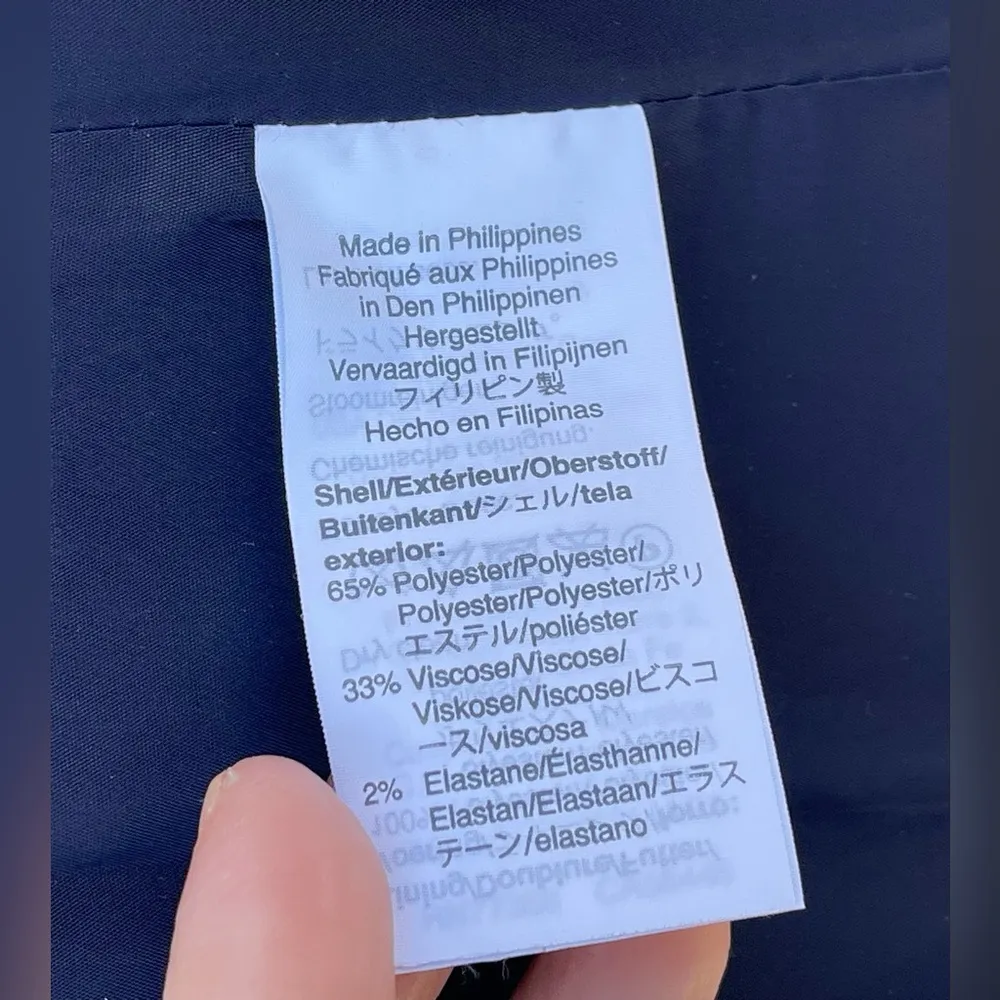 Made in Philippines
Fabriqué aux Philippines
in Den Philippinen
Hergestellt
Vervaardigd in Filipijnen
フィリピン製
Hecho en Filipinas
Shell/Extérieur/Oberstoff/
Buitenkant/シェル/tela
exterior:
65% Polyester/Polyester/
Polyester/Polyester/ポリ
エステル/poliéster
33% Viscose/Viscose/
Viskose/Viscose/ビスコ
ース/viscosa
2% Elastane/Élasthanne/
Elastan/Elastaan/エラス
テーン/elastano